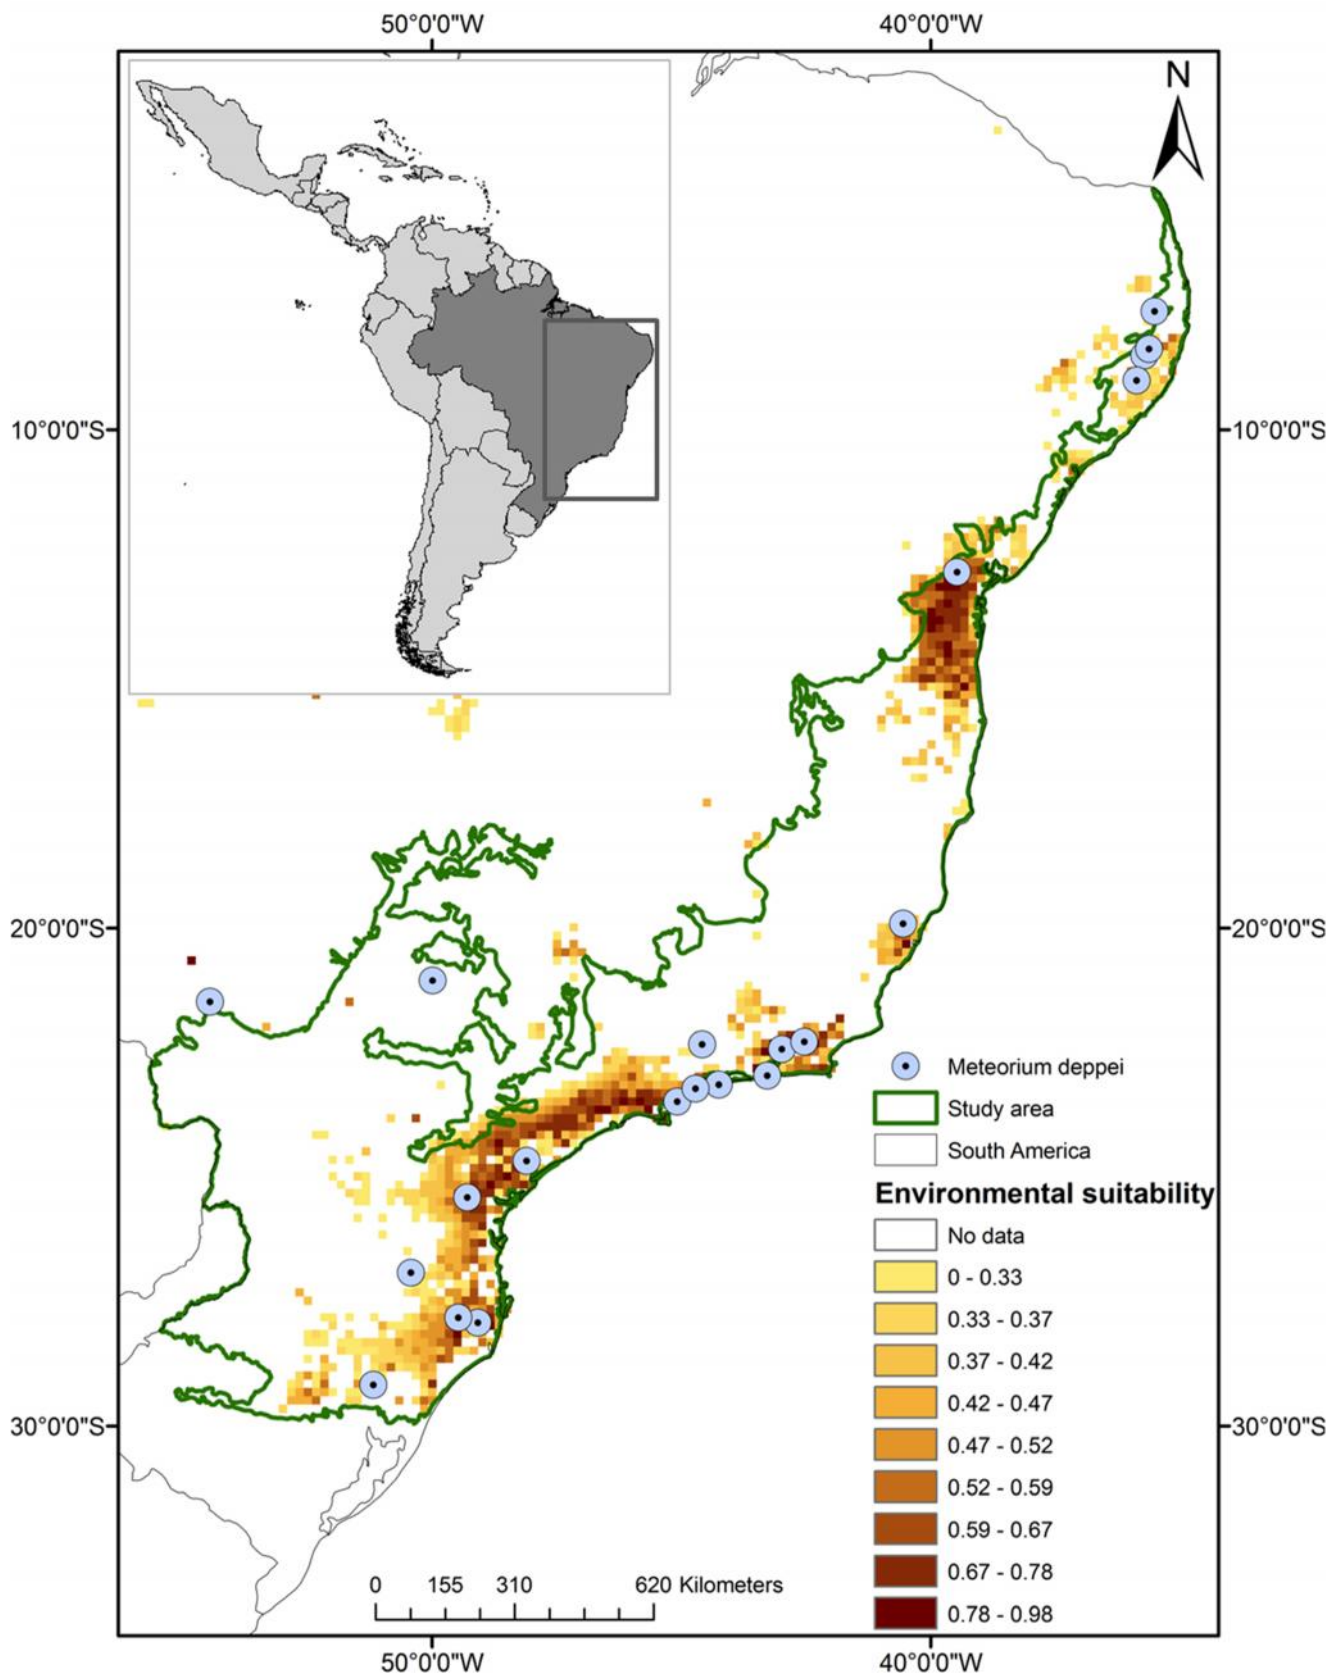 50°0'0"W 40°0'0"W
N
10°0'0"S 10°0'0"S
20°0'0"S 20°0'0"S
Meteorium deppei
Study area
South America
Environmental suitability
No data
0 - 0.33
0.33 - 0.37
0.37 - 0.42
30°0'0"S 30°0'0"S
0.42 - 0.47
0.47 - 0.52
0.52 - 0.59
0.59 - 0.67
0.67 - 0.78
0.78 - 0.98
0 155 310 620 Kilometers
50°0'0"W 40°0'0"W